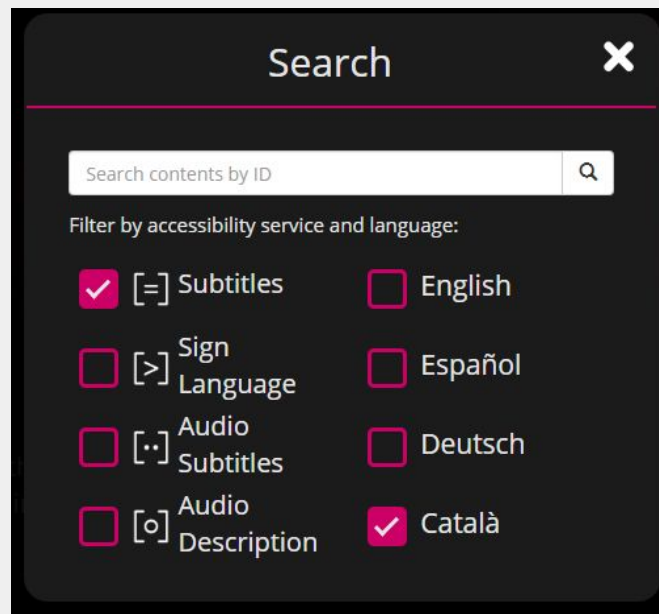 Search
Search contents by ID
Filter by accessibility service and language:
[=] Subtitles
English
[>] Sign
Language
Español
[··] Audio
Subtitles
Deutsch
[o] Audio
Description
Català